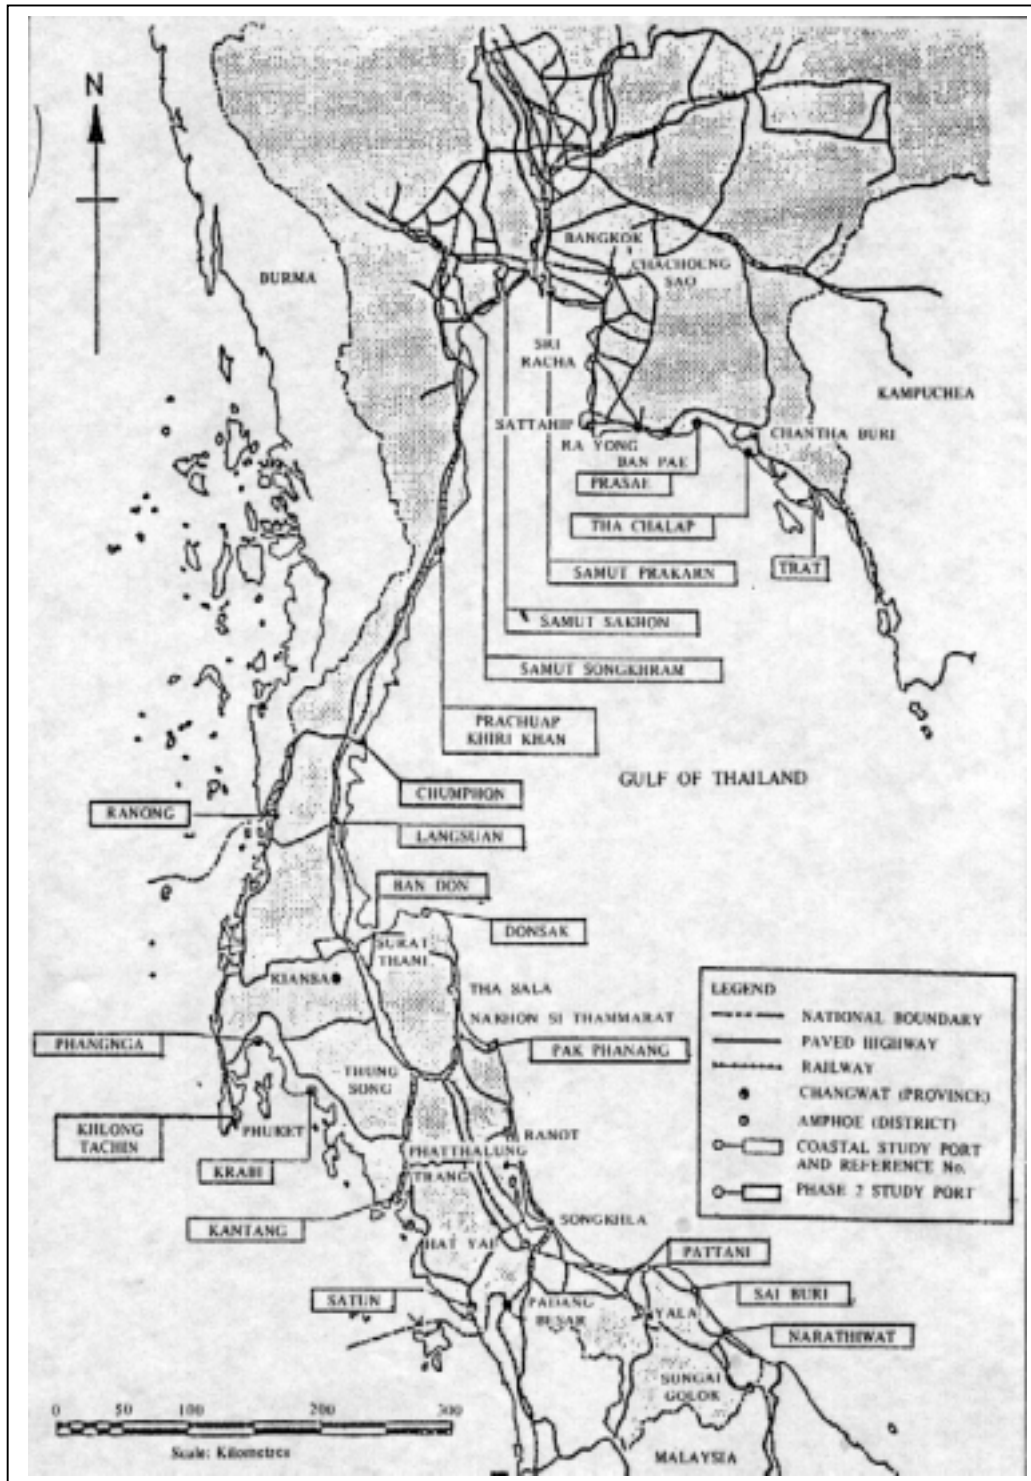 N
BURMA
BANGKOK
CHACHOENG
SAO
SRI
RACHA
KAMPUCHEA
SATTAHIP
CHANTHA BURI
RA YONG
BAN PAE
PRASAE
THA CHALAP
TRAT
SAMUT PRAKARN
SAMUT SAKHON
SAMUT SONGKHRAM
PRACHUAP
KHIRI KHAN
GULF OF THAILAND
CHUMPHON
RANONG
LANGSUAN
BAN DON
DONSAK
SURAT
THANI
KIANSA
THA SALA
NAKHON SI THAMMARAT
PHANGNGA
PAK PHANANG
THUNG
SONG
KHLONG
TACHIN
PHUKET
RANOT
PHATTHALUNG
KRABI
TRANG
KANTANG
SONGKHLA
HAT YAI
PATTANI
SATUN
PADANG
BESAR
SAI BURI
YALA
NARATHIWAT
SUNGAI
GOLOK
MALAYSIA
LEGEND
NATIONAL BOUNDARY
PAVED HIGHWAY
RAILWAY
CHANGWAT (PROVINCE)
AMPHOE (DISTRICT)
COASTAL STUDY PORT
AND REFERENCE No.
PHASE 2 STUDY PORT
0 50 100 200 300
Scale: Kilometres